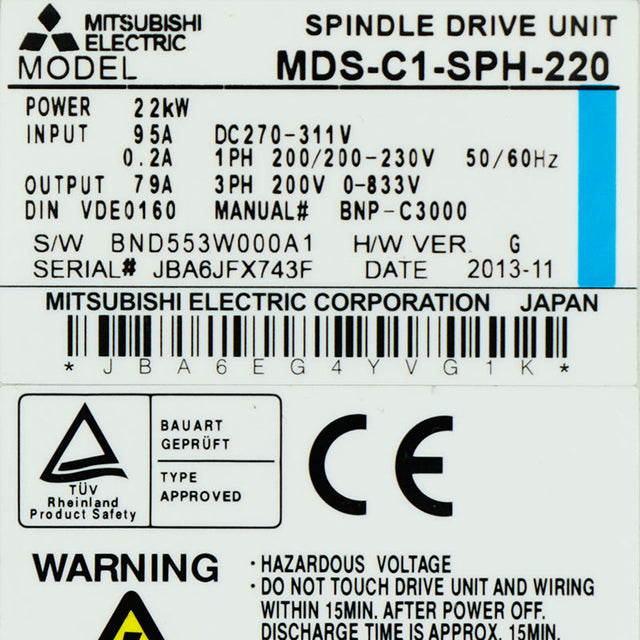 MITSUBISHI
ELECTRIC
SPINDLE DRIVE UNIT
MODEL MDS-C1-SPH-220
POWER 22kW
INPUT 95A DC270-311V
0.2A 1PH 200/200-230V 50/60Hz
OUTPUT 79A 3PH 200V 0-833V
DIN VDE0160 MANUAL# BNP-C3000
S/W BND553W000A1 H/W VER. G
SERIAL# JBA6JFX743F DATE 2013-11
MITSUBISHI ELECTRIC CORPORATION JAPAN
*JBA6EG4YVG1K*
TÜV
Rheinland
Product Safety
BAUART
GEPRÜFT
TYPE
APPROVED
CE
WARNING
·HAZARDOUS VOLTAGE
·DO NOT TOUCH DRIVE UNIT AND WIRING
WITHIN 15MIN. AFTER POWER OFF.
DISCHARGE TIME IS APPROX. 15MIN.